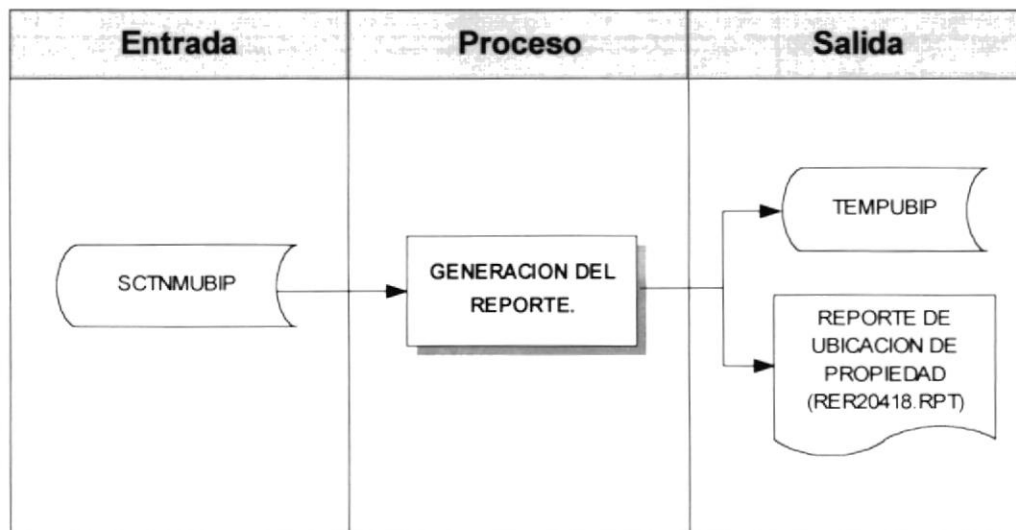 Entrada
Proceso
Salida
SCTNMUBIP
GENERACION DEL
REPORTE.
TEMPUBIP
REPORTE DE
UBICACION DE
PROPIEDAD
(RER20418.RPT)